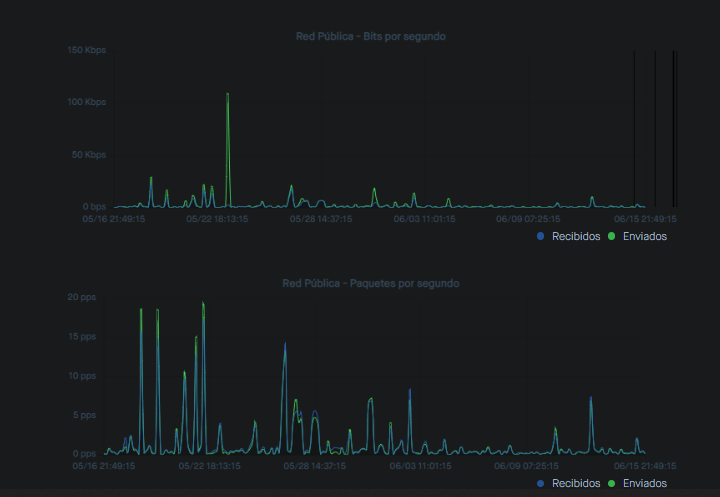 Red Pública - Bits por segundo
150 Kbps
100 Kbps
50 Kbps
0 bps
05/16 21:49:15 05/22 18:13:15 05/28 14:37:15 06/03 11:01:15 06/09 07:25:15 06/15 21:49:15
Recibidos Enviados
Red Pública - Paquetes por segundo
20 pps
15 pps
10 pps
5 pps
0 pps
05/16 21:49:15 05/22 18:13:15 05/28 14:37:15 06/03 11:01:15 06/09 07:25:15 06/15 21:49:15
Recibidos Enviados